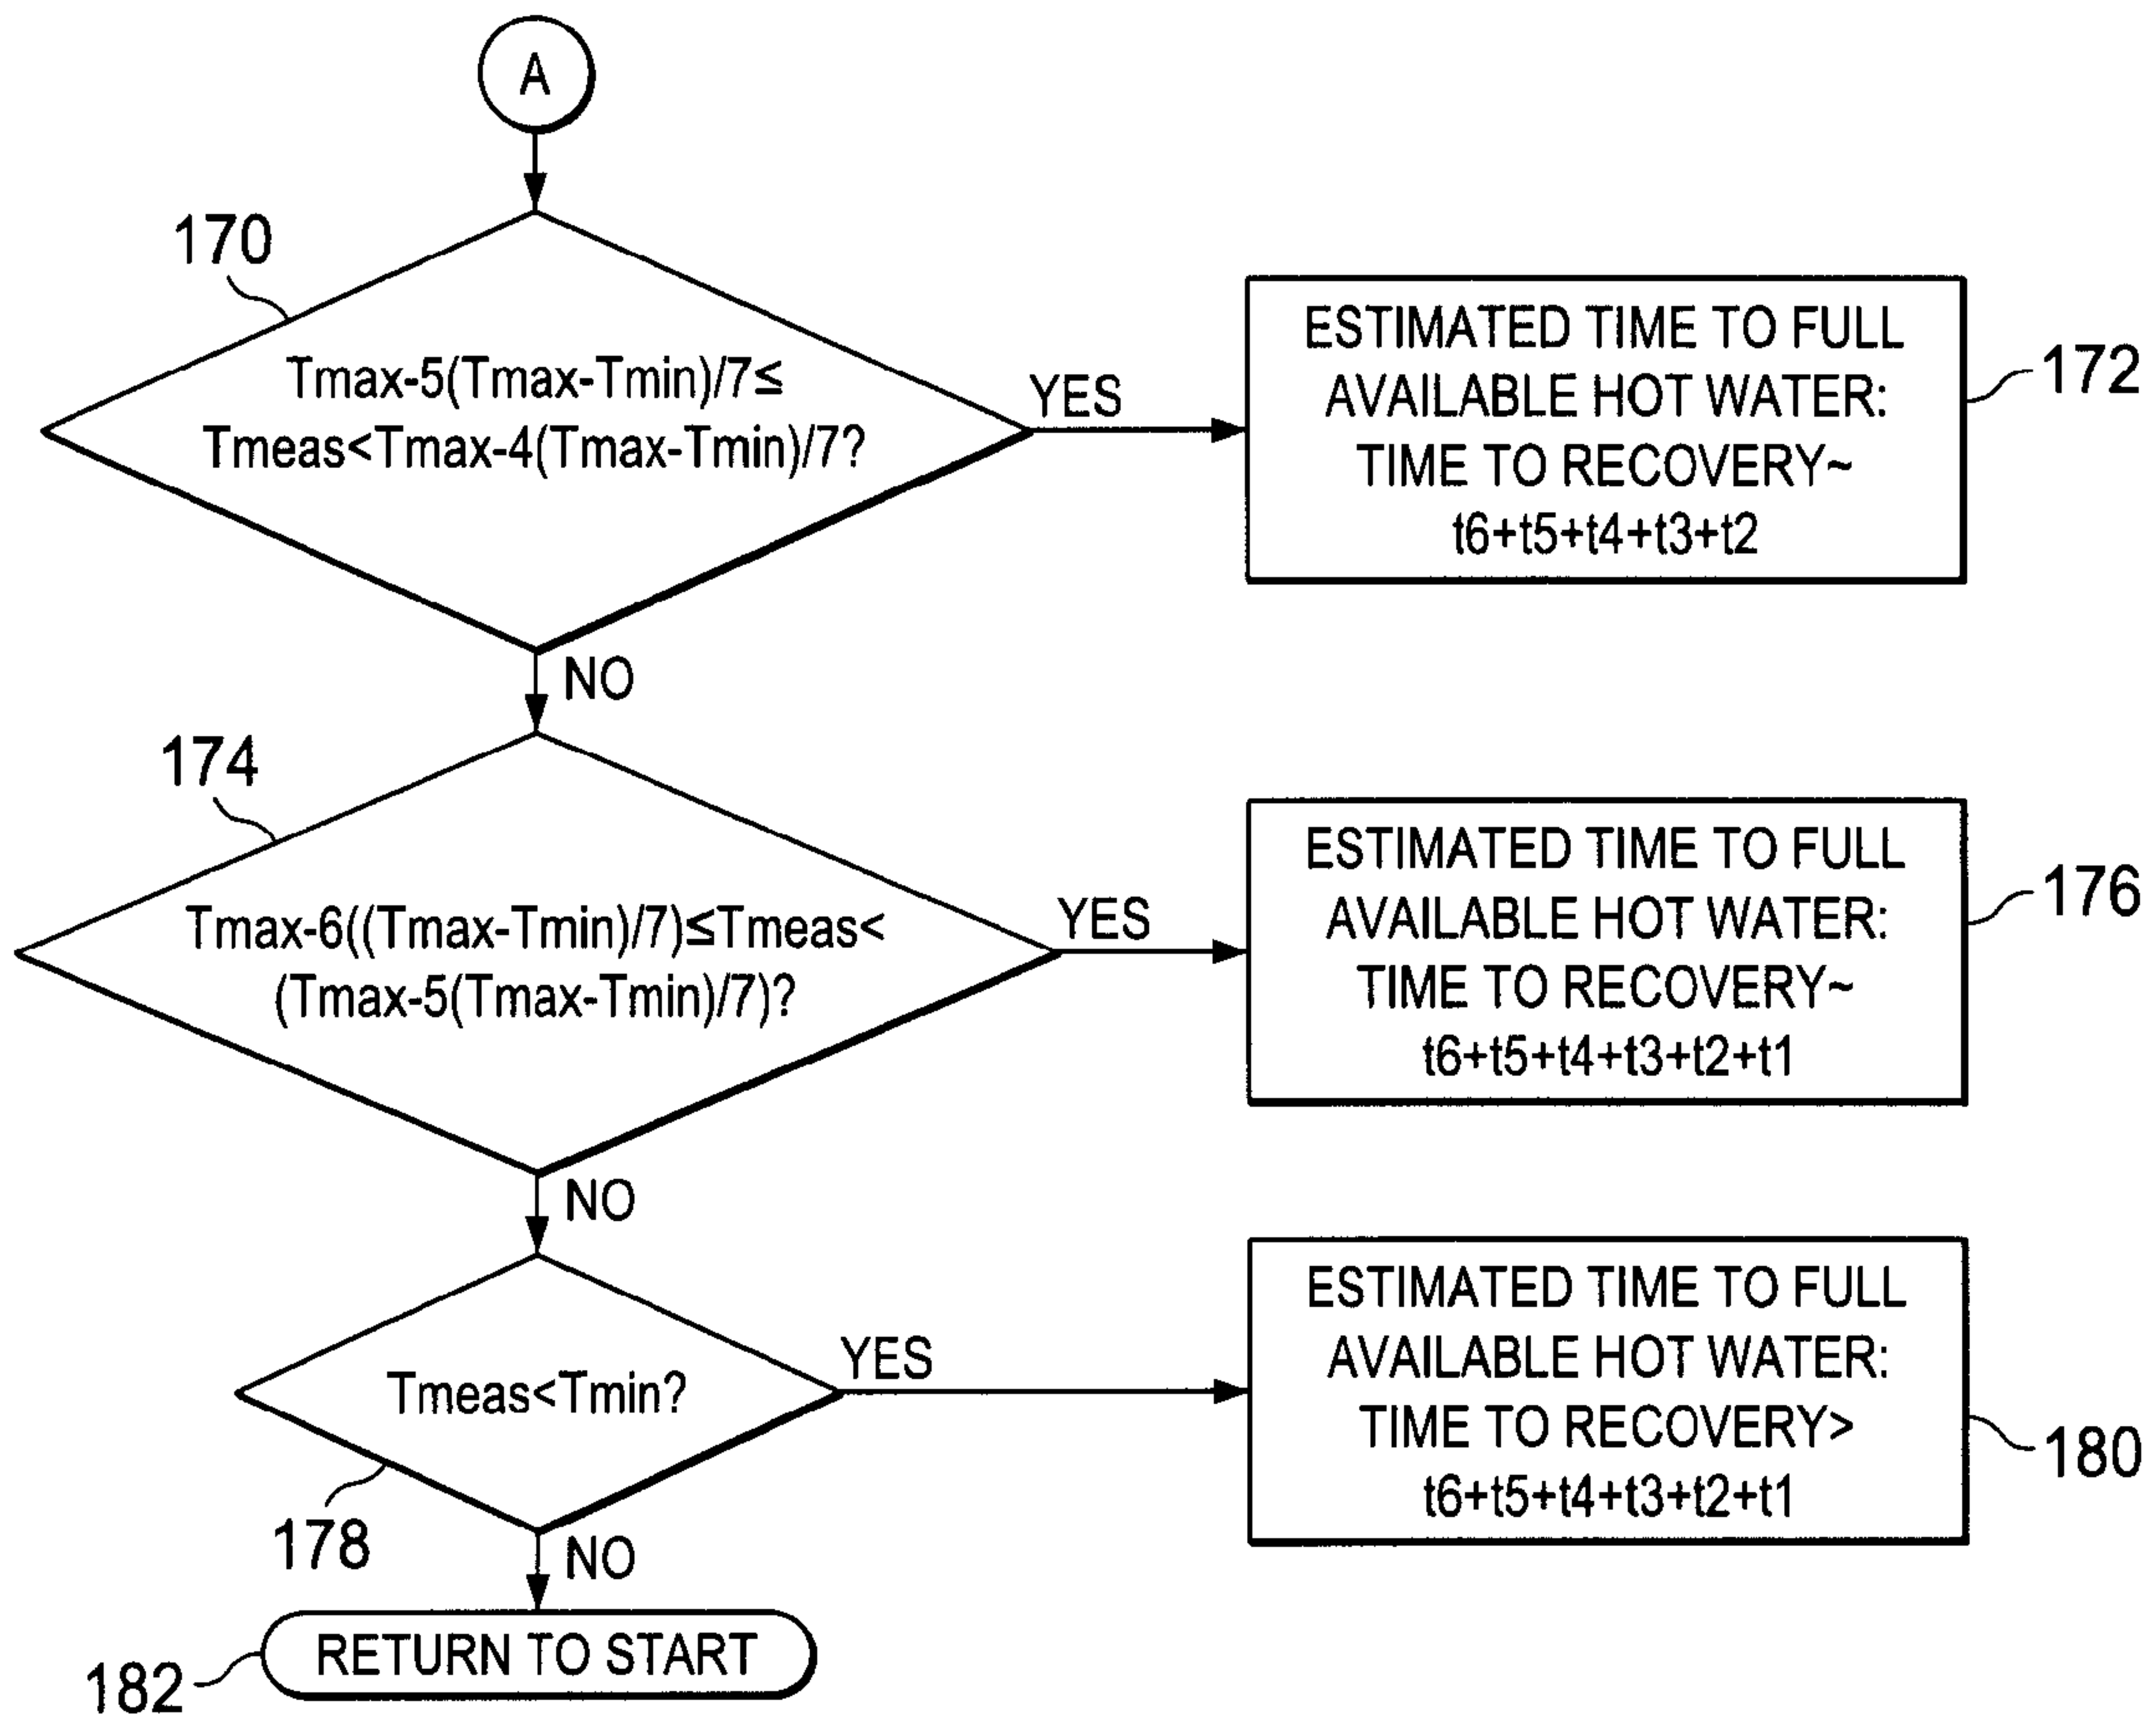 A
170
Tmax-5(Tmax-Tmin)/7≤
Tmeas<Tmax-4(Tmax-Tmin)/7?
YES
ESTIMATED TIME TO FULL
AVAILABLE HOT WATER:
TIME TO RECOVERY~
t6+t5+t4+t3+t2
172
NO
174
Tmax-6((Tmax-Tmin)/7)≤Tmeas<
(Tmax-5(Tmax-Tmin)/7)?
YES
ESTIMATED TIME TO FULL
AVAILABLE HOT WATER:
TIME TO RECOVERY~
t6+t5+t4+t3+t2+t1
176
NO
Tmeas<Tmin?
178
YES
ESTIMATED TIME TO FULL
AVAILABLE HOT WATER:
TIME TO RECOVERY>
t6+t5+t4+t3+t2+t1
180
NO
RETURN TO START
182